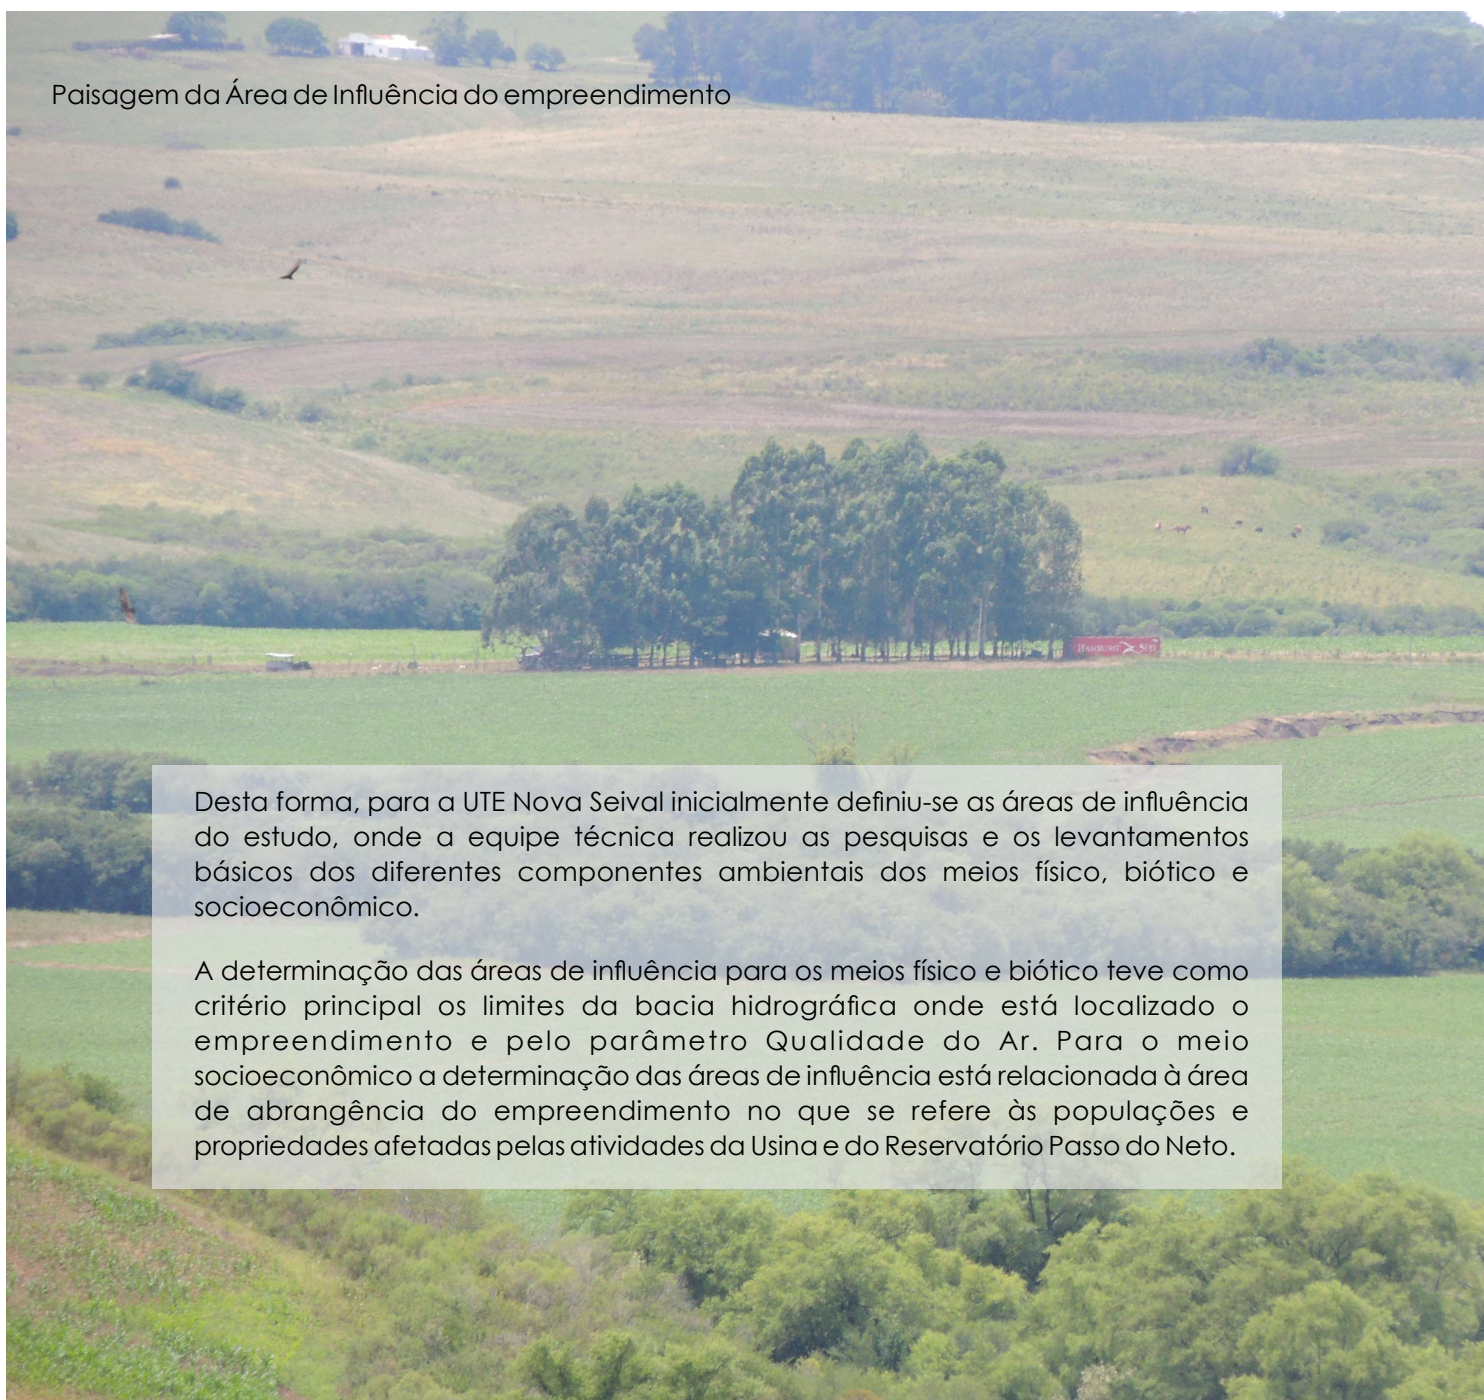 Paisagem da Área de Influência do empreendimento
HAMBURG SÜD
Desta forma, para a UTE Nova Seival inicialmente definiu-se as áreas de influência
do estudo, onde a equipe técnica realizou as pesquisas e os levantamentos
básicos dos diferentes componentes ambientais dos meios físico, biótico e
socioeconômico.
A determinação das áreas de influência para os meios físico e biótico teve como
critério principal os limites da bacia hidrográfica onde está localizado o
empreendimento e pelo parâmetro Qualidade do Ar. Para o meio
socioeconômico a determinação das áreas de influência está relacionada à área
de abrangência do empreendimento no que se refere às populações e
propriedades afetadas pelas atividades da Usina e do Reservatório Passo do Neto.